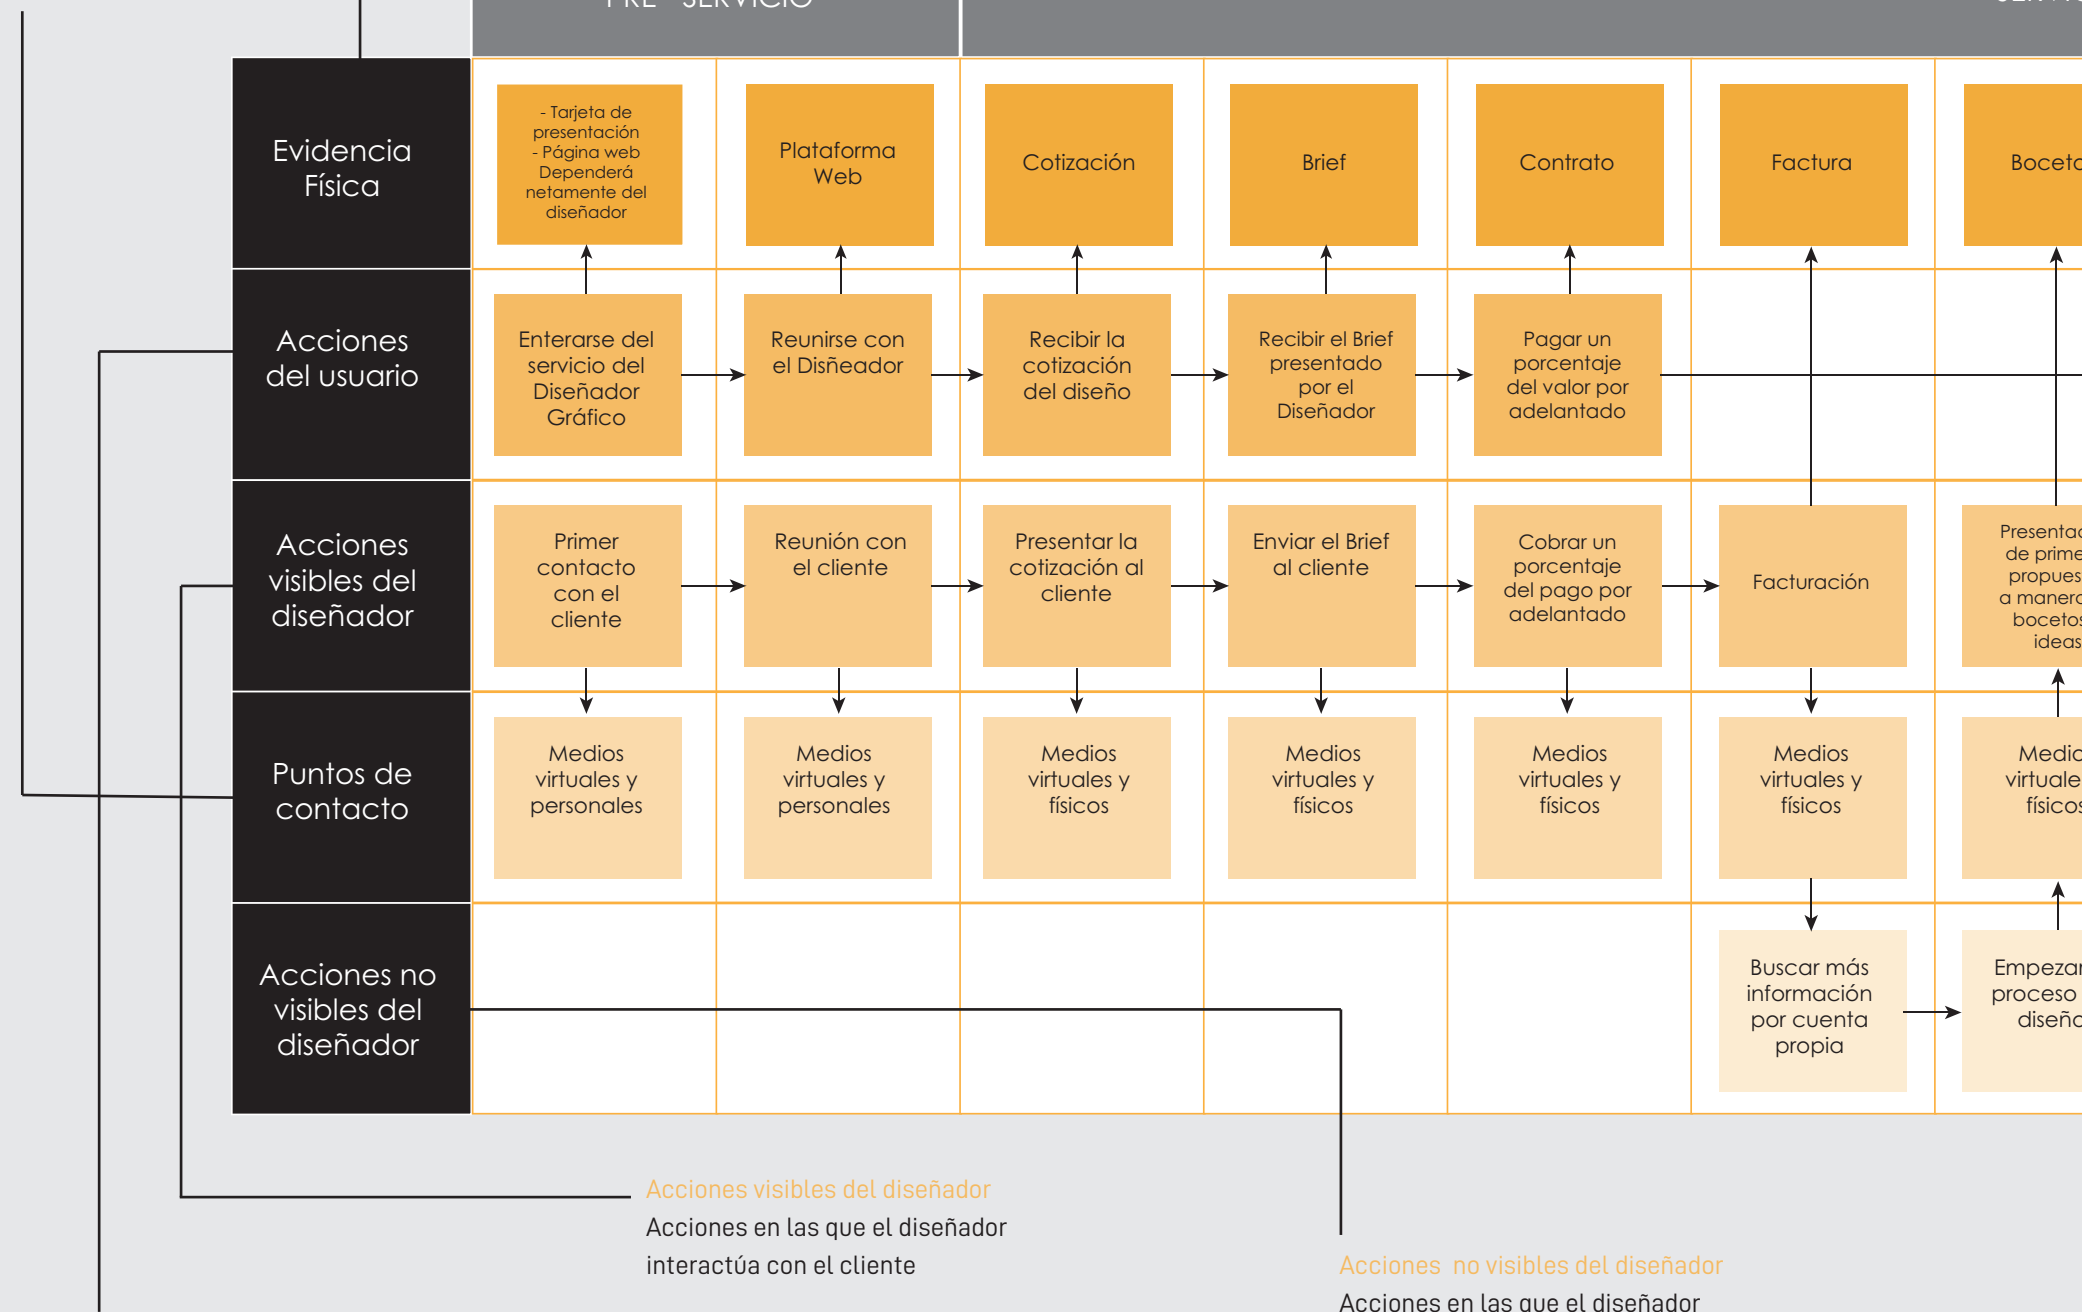 PRE - SERVICIO
Evidencia
Física
- Tarjeta de
presentación
- Página web
Dependerá
netamente del
diseñador
Plataforma
Web
Cotización
Brief
Contrato
Factura
Acciones
del usuario
Enterarse del
servicio del
Diseñador
Gráfico
Reunirse con
el Disñeador
Recibir la
cotización
del diseño
Recibir el Brief
presentado
por el
Diseñador
Pagar un
porcentaje
del valor por
adelantado
Acciones
visibles del
diseñador
Primer
contacto
con el
cliente
Reunión con
el cliente
Presentar la
cotización al
cliente
Enviar el Brief
al cliente
Cobrar un
porcentaje
del pago por
adelantado
Facturación
de
a
ideas
Puntos de
contacto
Medios
virtuales y
personales
Medios
virtuales y
personales
Medios
virtuales y
físicos
Medios
virtuales y
físicos
Medios
virtuales y
físicos
Medios
virtuales y
físicos
Acciones no
visibles del
diseñador
Buscar más
información
por cuenta
propia
Empezar
proceso
Acciones visibles del diseñador
Acciones en las que el diseñador
interactúa con el cliente
Acciones no visibles del diseñador
Acciones en las que el diseñador